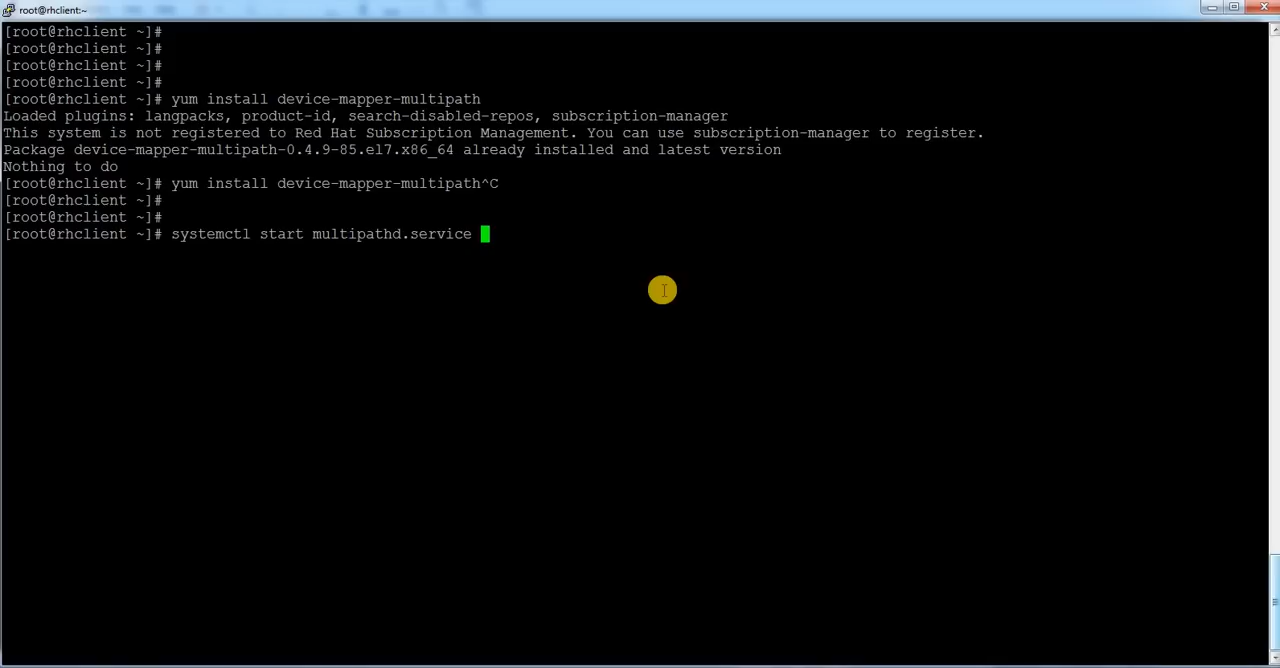 root@rhclient:~
[root@rhclient ~]#
[root@rhclient ~]#
[root@rhclient ~]#
[root@rhclient ~]#
[root@rhclient ~]# yum install device-mapper-multipath
Loaded plugins: langpacks, product-id, search-disabled-repos, subscription-manager
This system is not registered to Red Hat Subscription Management. You can use subscription-manager to register.
Package device-mapper-multipath-0.4.9-85.el7.x86_64 already installed and latest version
Nothing to do
[root@rhclient ~]# yum install device-mapper-multipath^C
[root@rhclient ~]#
[root@rhclient ~]#
[root@rhclient ~]# systemctl start multipathd.service